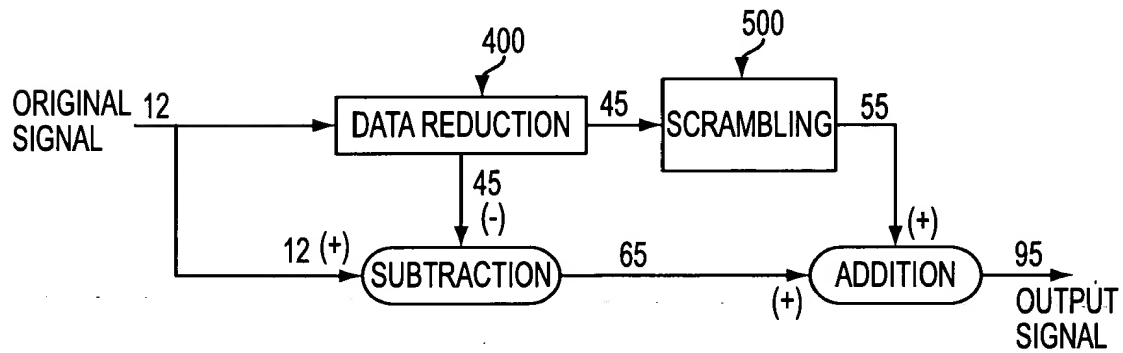 400
500
ORIGINAL
SIGNAL
12
DATA REDUCTION
45
SCRAMBLING
55
45
(-)
(+)
12 (+)
SUBTRACTION
65
(+)
ADDITION
95
OUTPUT
SIGNAL